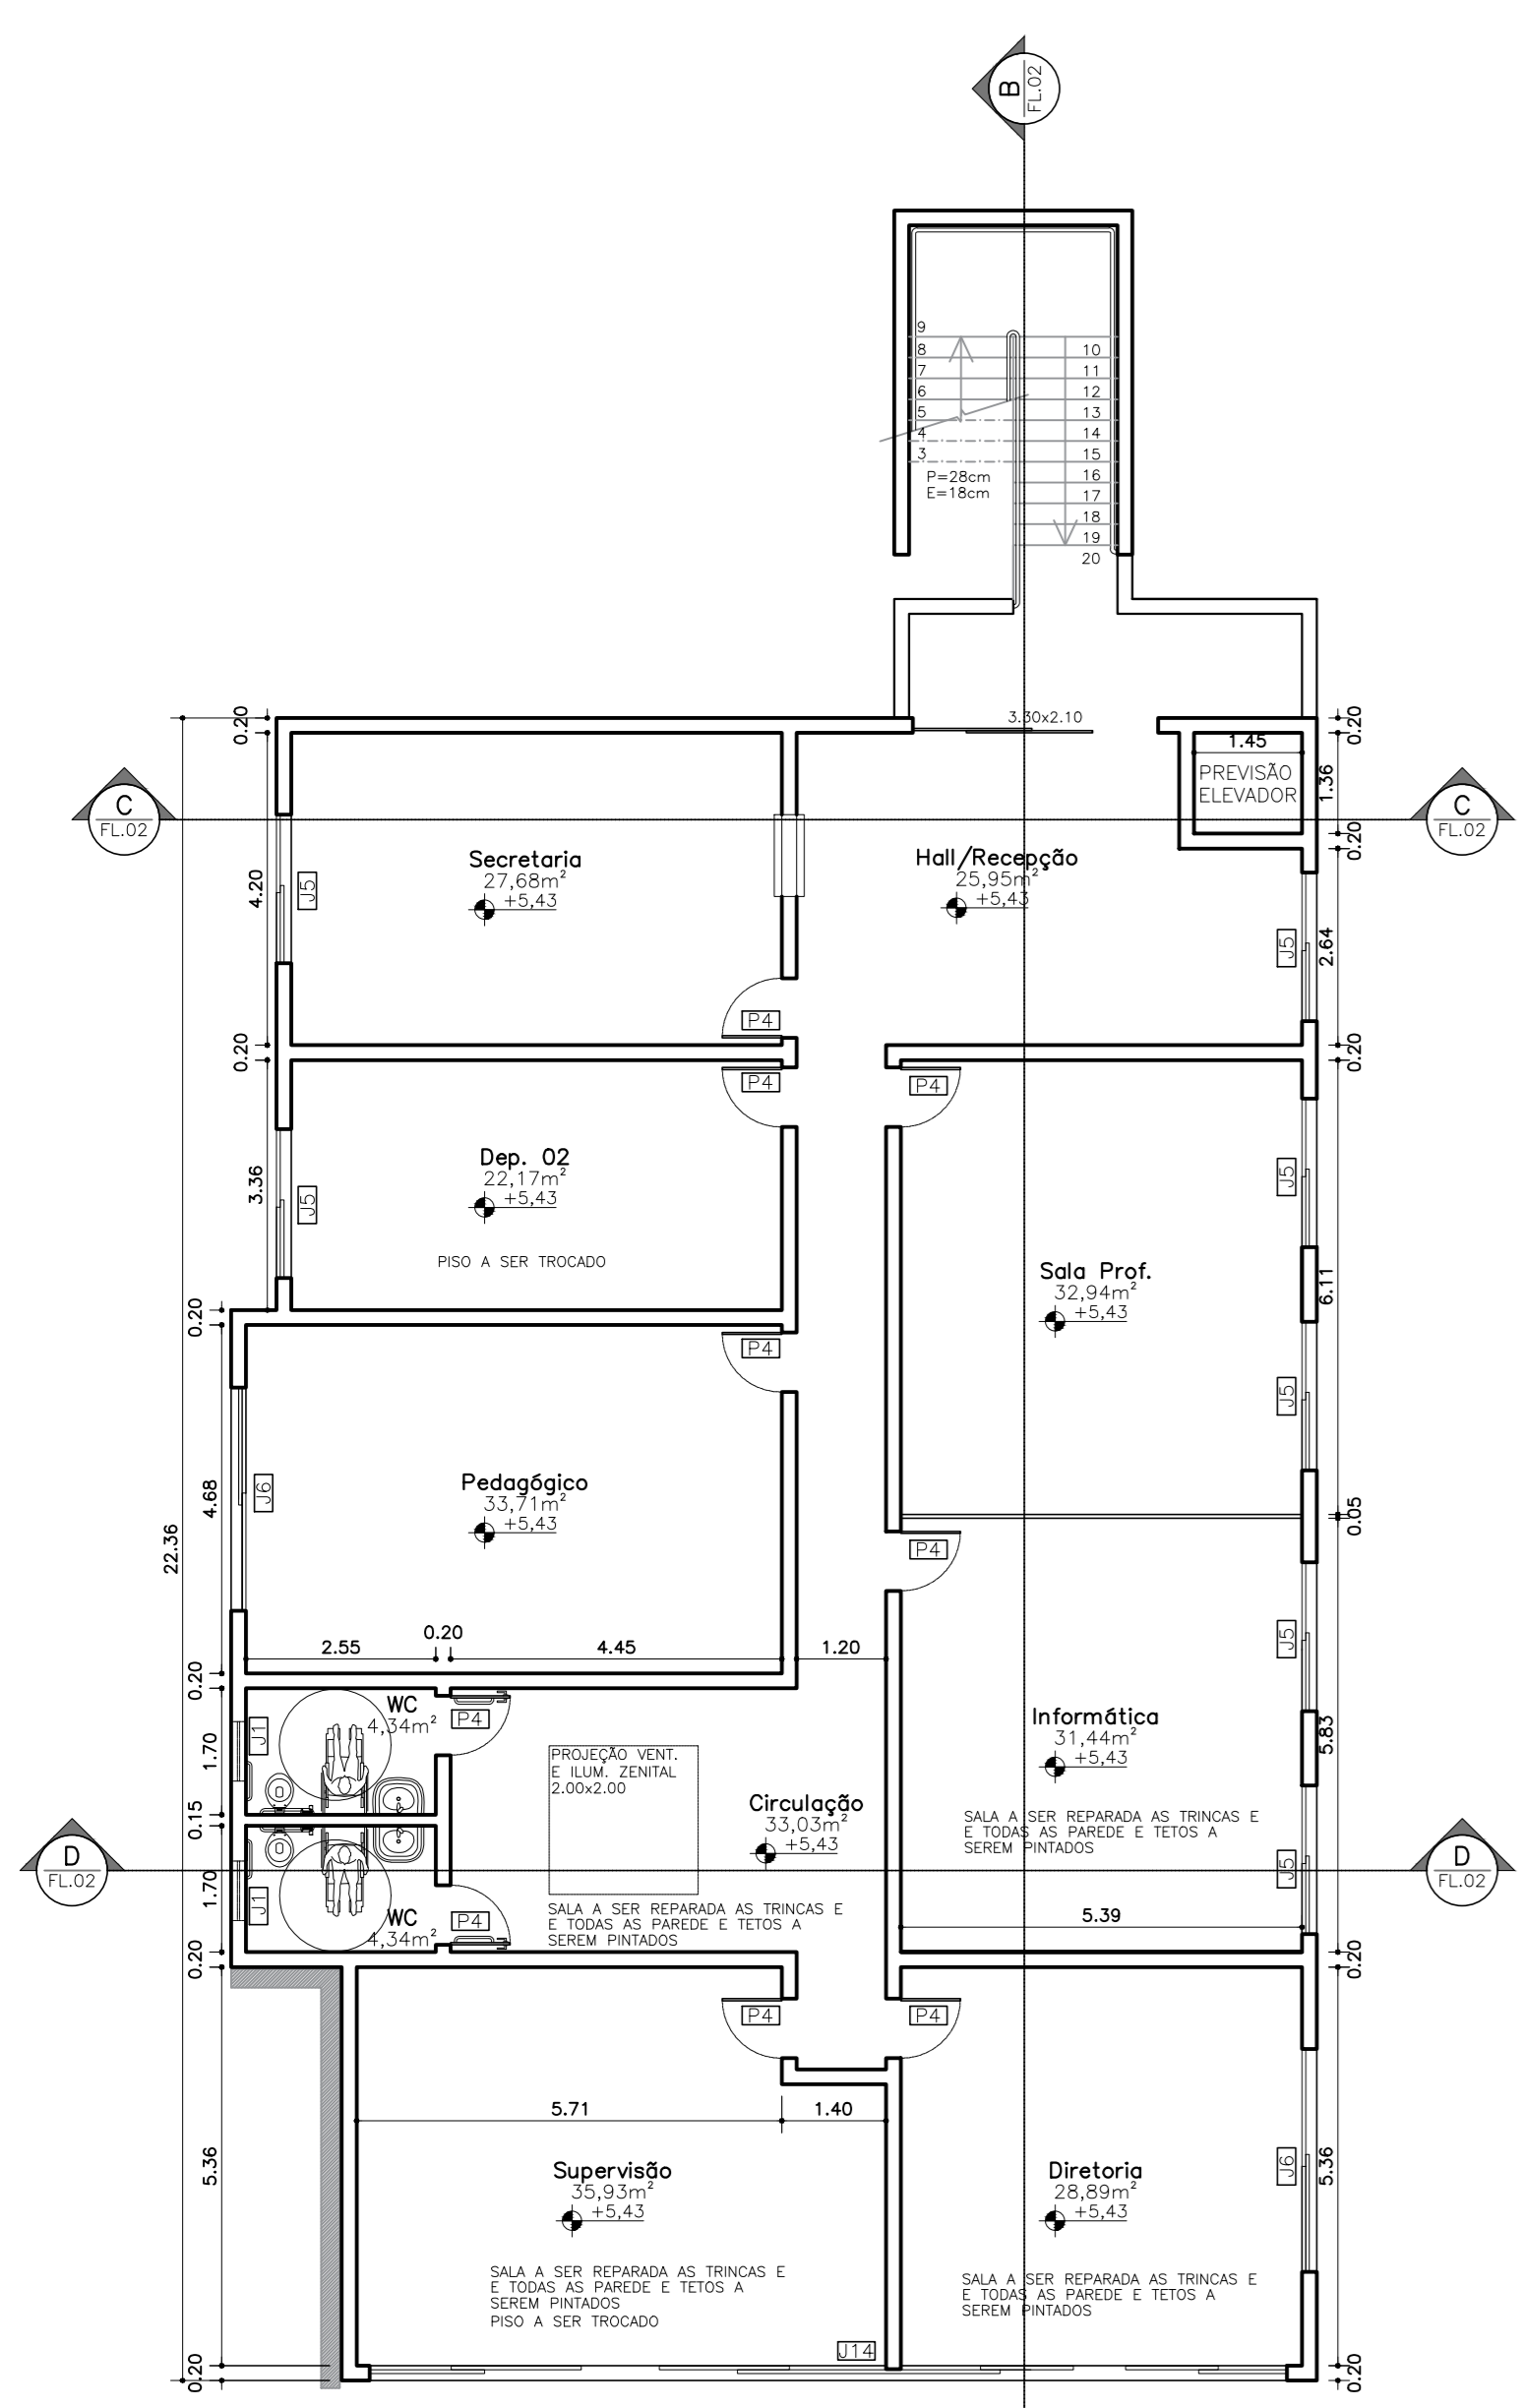 B
FL.02
9
8
7
6
5
4
3
10
11
12
13
14
15
16
17
18
19
20
P=28cm
E=18cm
3.30x2.10
0.20
0.20
1.45
PREVISÃO
ELEVADOR
1.36
C
FL.02
C
FL.02
0.20
Secretaria
27,68m²
+5,43
Hall/Recepção
25,95m²
+5,43
4.20
J5
J5
2.64
P4
0.20
0.20
P4
P4
Dep. 02
22,17m²
+5,43
3.36
J5
J5
PISO A SER TROCADO
Sala Prof.
32,94m²
+5,43
6.11
0.20
P4
J5
Pedagógico
33,71m²
+5,43
J6
4.68
22.36
0.05
P4
2.55
0.20
4.45
1.20
J5
0.20
WC
4,34m²
P4
J1
1.70
Informática
31,44m²
+5,43
5.83
PROJEÇÃO VENT.
E ILUM. ZENITAL
2.00x2.00
Circulação
33,03m²
+5,43
0.15
SALA A SER REPARADA AS TRINCAS E
E TODAS AS PAREDE E TETOS A
SEREM PINTADOS
D
FL.02
D
FL.02
J5
1.70
J1
WC
4,34m²
P4
SALA A SER REPARADA AS TRINCAS E
E TODAS AS PAREDE E TETOS A
SEREM PINTADOS
5.39
0.20
0.20
P4
P4
5.71
1.40
5.36
Supervisão
35,93m²
+5,43
Diretoria
28,89m²
+5,43
J6
5.36
SALA A SER REPARADA AS TRINCAS E
E TODAS AS PAREDE E TETOS A
SEREM PINTADOS
PISO A SER TROCADO
SALA A SER REPARADA AS TRINCAS E
E TODAS AS PAREDE E TETOS A
SEREM PINTADOS
J14
0.20
0.20